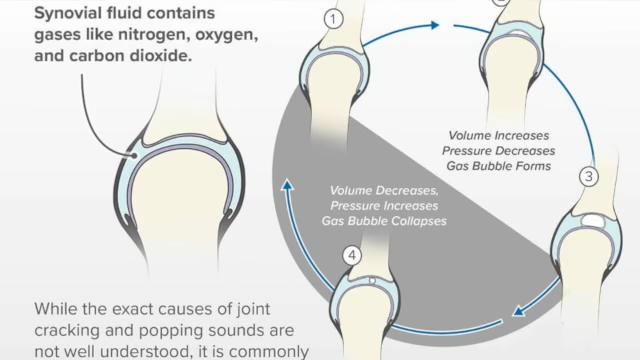 Synovial fluid contains
gases like nitrogen, oxygen,
and carbon dioxide.
1
Volume Increases
Pressure Decreases
Gas Bubble Forms
3
Volume Decreases,
Pressure Increases
Gas Bubble Collapses
4
While the exact causes of joint
cracking and popping sounds are
not well understood, it is commonly